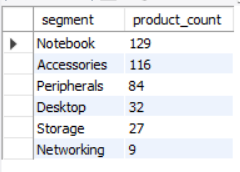 segment product_count
Notebook 129
Accessories 116
Peripherals 84
Desktop 32
Storage 27
Networking 9